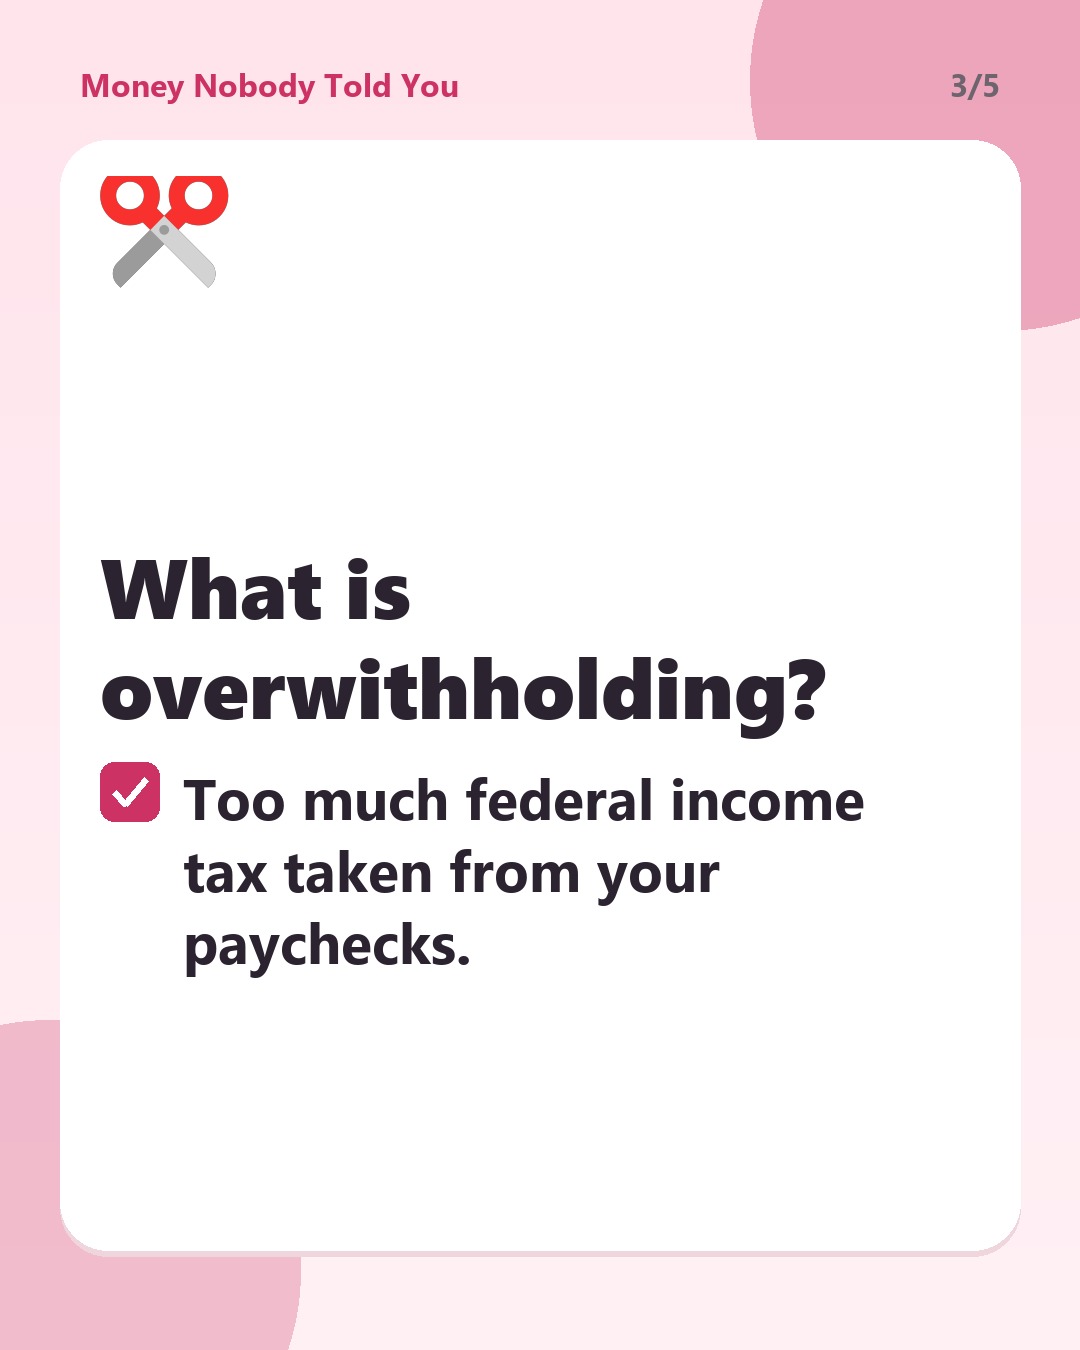 Money Nobody Told You
3/5
What is
overwithholding?
Too much federal income
tax taken from your
paychecks.